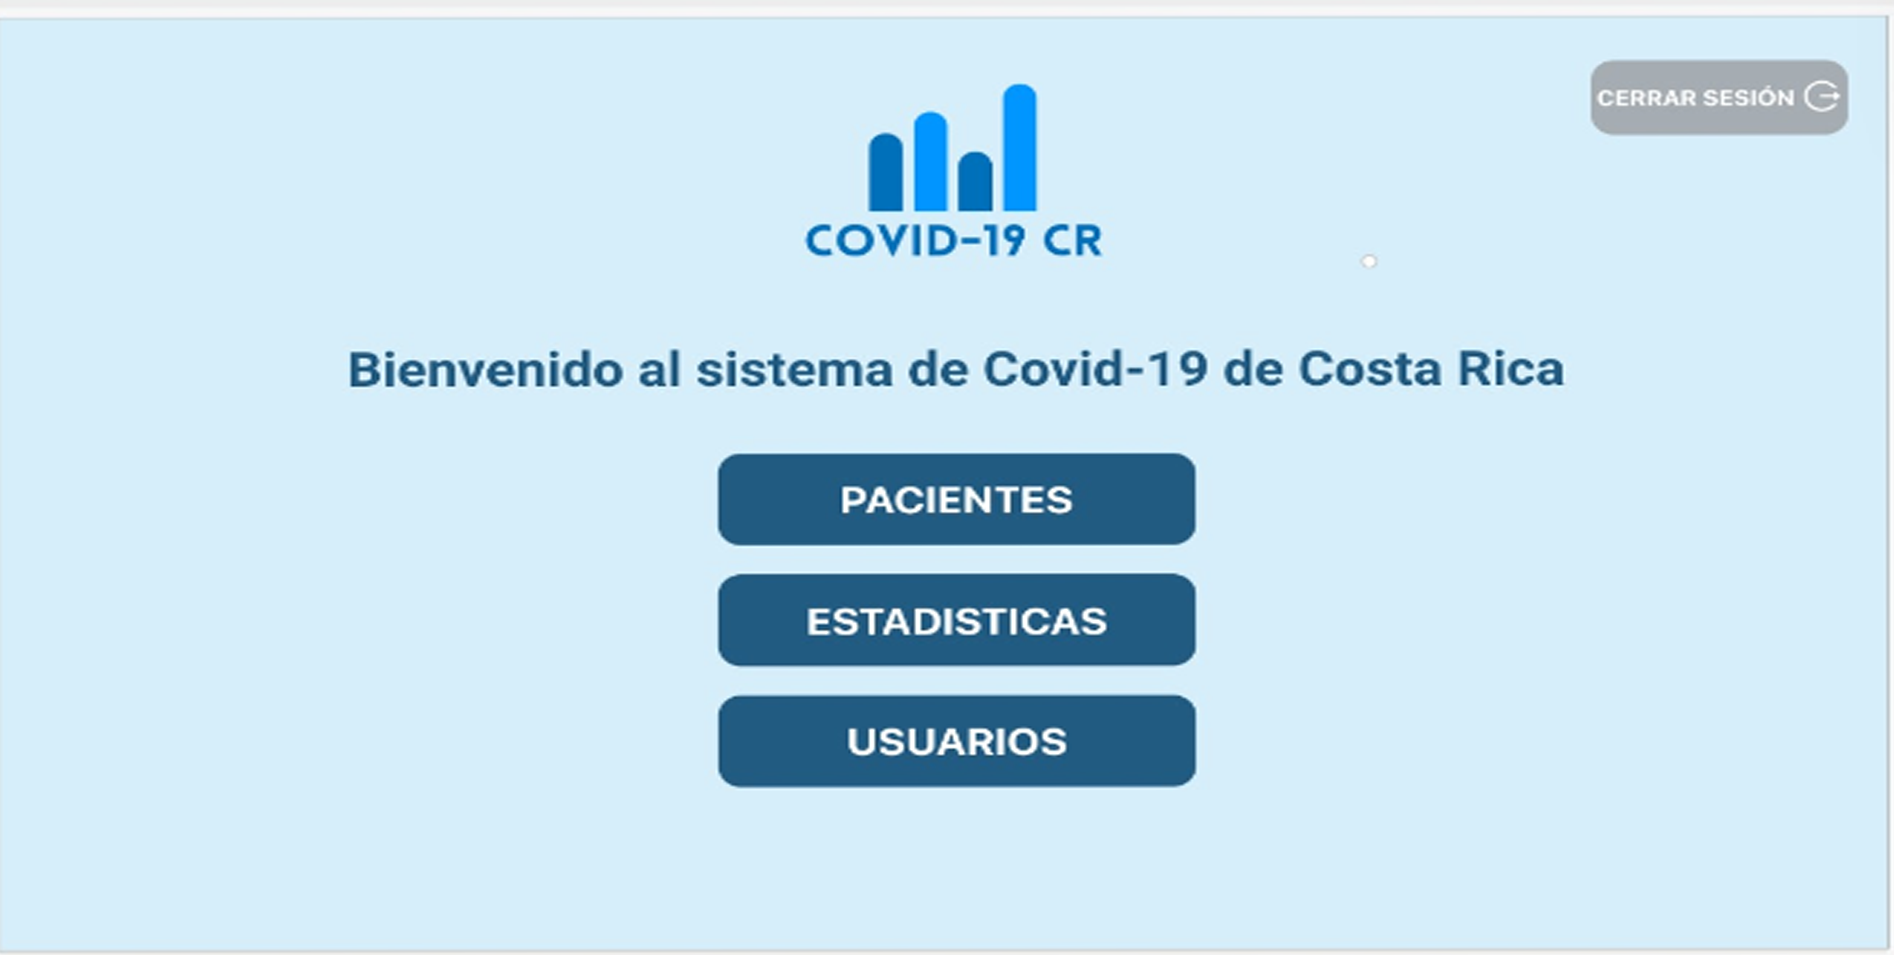 CERRAR SESIÓN
COVID-19 CR
Bienvenido al sistema de Covid-19 de Costa Rica
PACIENTES
ESTADISTICAS
USUARIOS